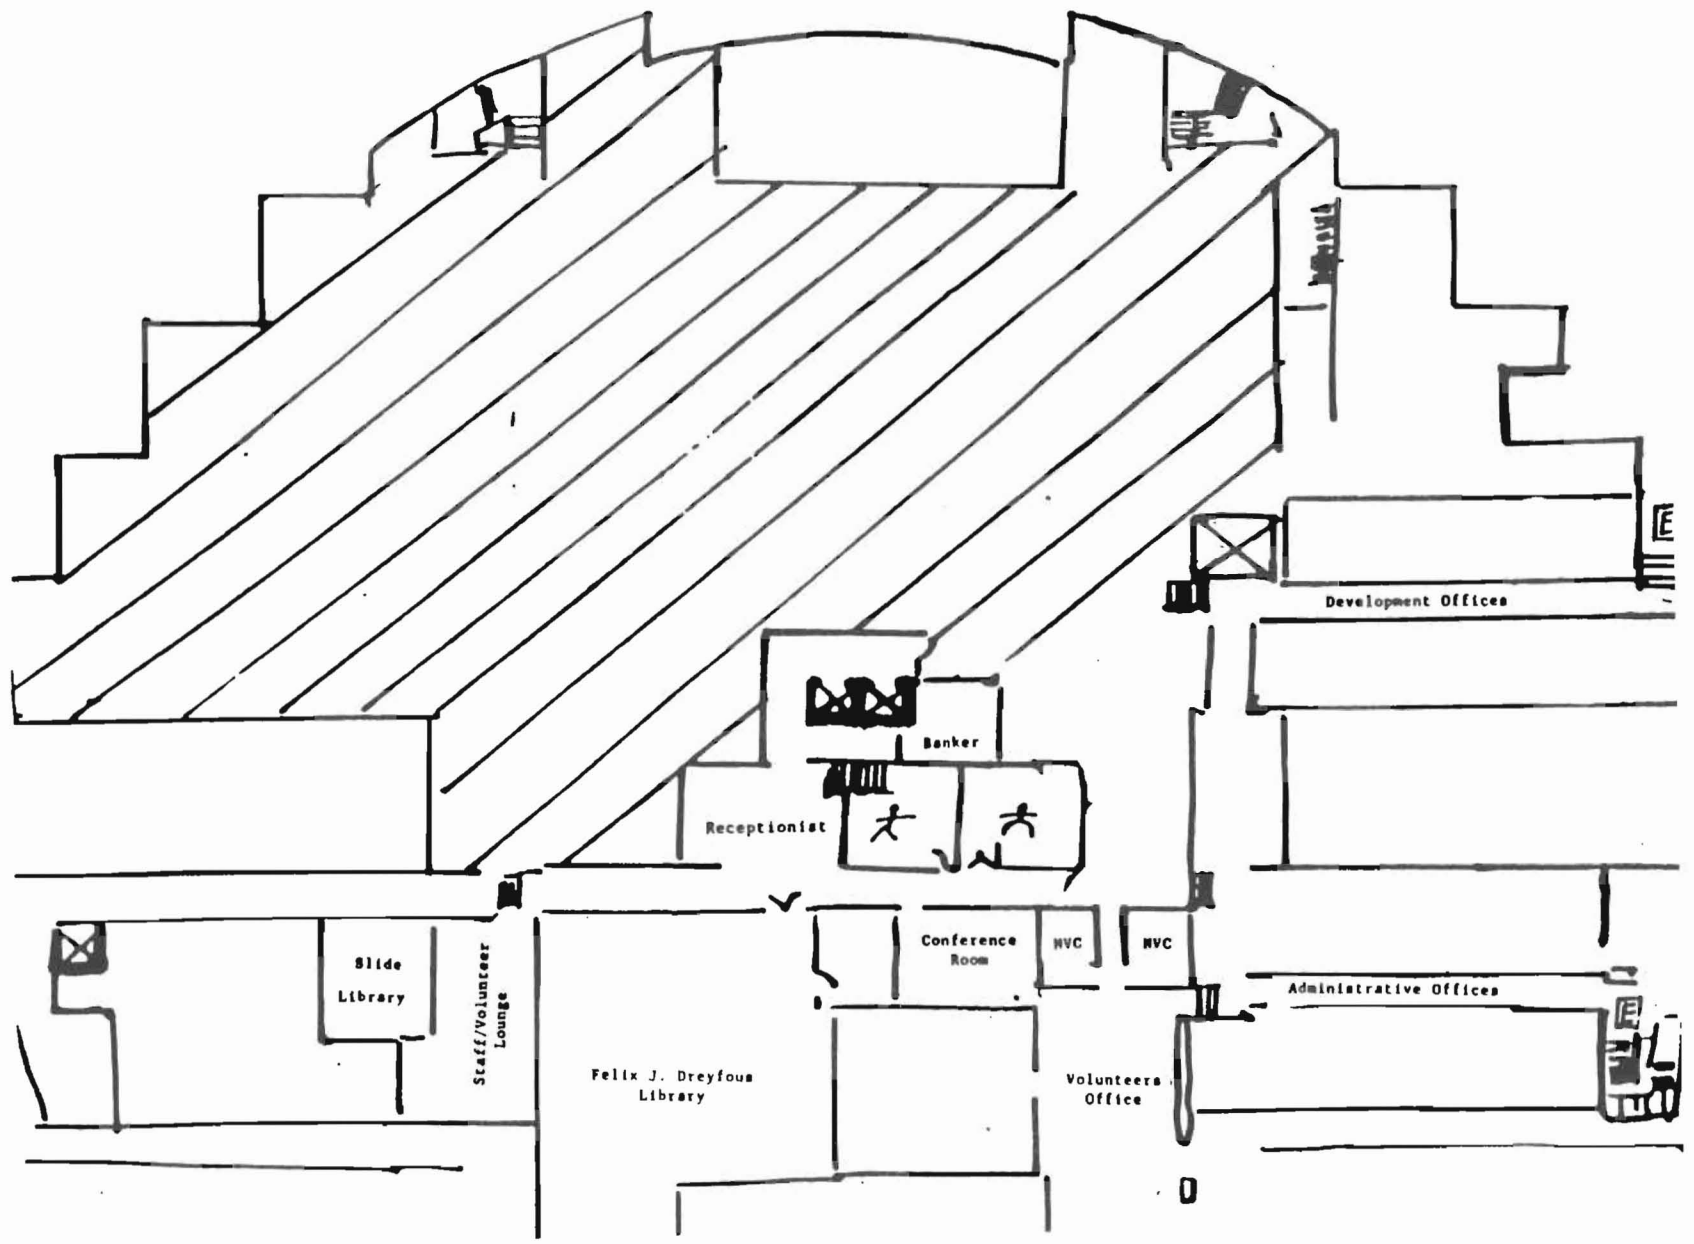 Development Offices
Banker
Receptionist
Conference
Room
NVC
NVC
Slide
Library
Staff/Volunteer
Lounge
Administrative Offices
Felix J. Dreyfous
Library
Volunteers
Office
E
E